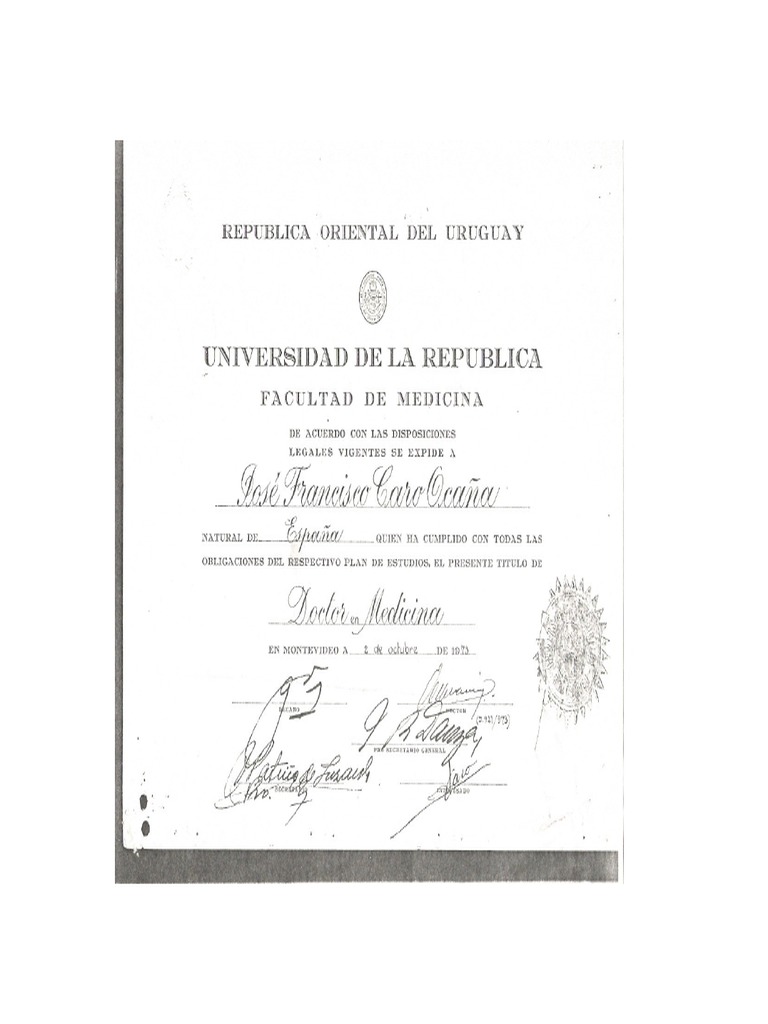 REPUBLICA ORIENTAL DEL URUGUAY
UNIVERSIDAD DE LA REPUBLICA
FACULTAD DE MEDICINA
DE ACUERDO CON LAS DISPOSICIONES
LEGALES VIGENTES SE EXPIDE A
José Francisco Caro Ocaña
NATURAL DE España QUIEN HA CUMPLIDO CON TODAS LAS
OBLIGACIONES DEL RESPECTIVO PLAN DE ESTUDIOS, EL PRESENTE TITULO DE
Doctor en Medicina
EN MONTEVIDEO A 2 de octubre DE 1973
DECANO
PRO SECRETARIO GENERAL
INTERESADO